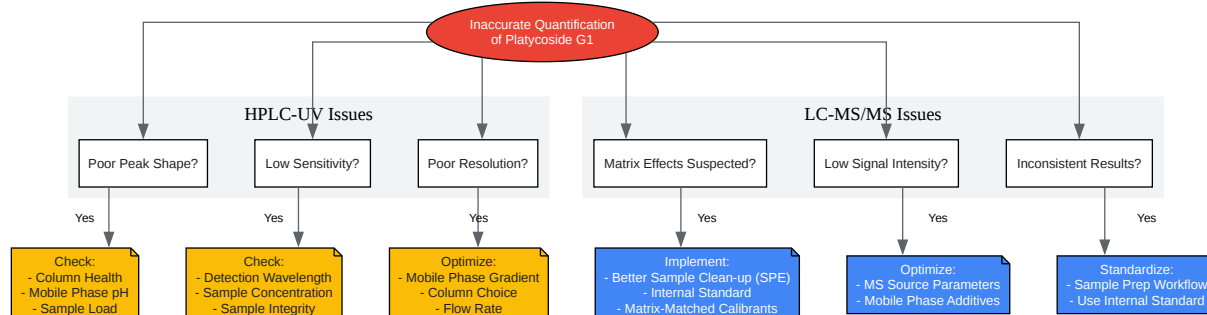 Inaccurate Quantification
of Platycoside G1
HPLC-UV Issues
LC-MS/MS Issues
Poor Peak Shape?
Low Sensitivity?
Poor Resolution?
Matrix Effects Suspected?
Low Signal Intensity?
Inconsistent Results?
Yes
Yes
Yes
Yes
Yes
Yes
Check:
- Column Health
- Mobile Phase pH
- Sample Load
Check:
- Detection Wavelength
- Sample Concentration
- Sample Integrity
Optimize:
- Mobile Phase Gradient
- Column Choice
- Flow Rate
Implement:
- Better Sample Clean-up (SPE)
- Internal Standard
- Matrix-Matched Calibrants
Optimize:
- MS Source Parameters
- Mobile Phase Additives
Standardize:
- Sample Prep Workflow
- Use Internal Standard